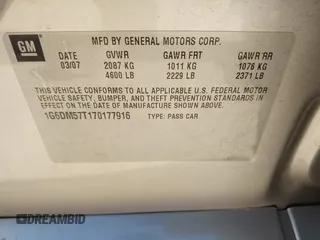 GM
MFD BY GENERAL MOTORS CORP.
DATE GVWR GAWR FRT GAWR RR
03/07 2087 KG 1011 KG 1076 KG
4600 LB 2229 LB 2371 LB
THIS VEHICLE CONFORMS TO ALL APPLICABLE U.S. FEDERAL MOTOR
VEHICLE SAFETY, BUMPER, AND THEFT PREVENTION STANDARDS
IN EFFECT ON THE DATE OF MANUFACTURE SHOWN ABOVE.
1G6DM57T170177916 TYPE: PASS CAR
DREAMBID